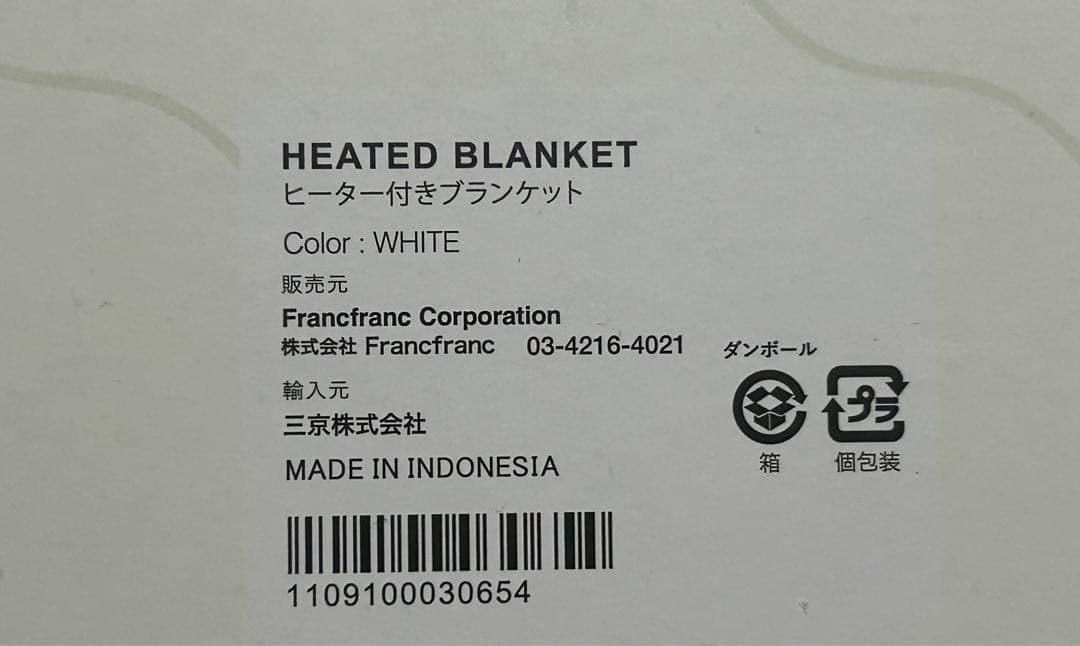 HEATED BLANKET
ヒーター付きブランケット
Color : WHITE
販売元
Francfranc Corporation
株式会社 Francfranc 03-4216-4021
輸入元
三京株式会社
MADE IN INDONESIA
1109100030654
ダンボール
プラ
箱
個包装